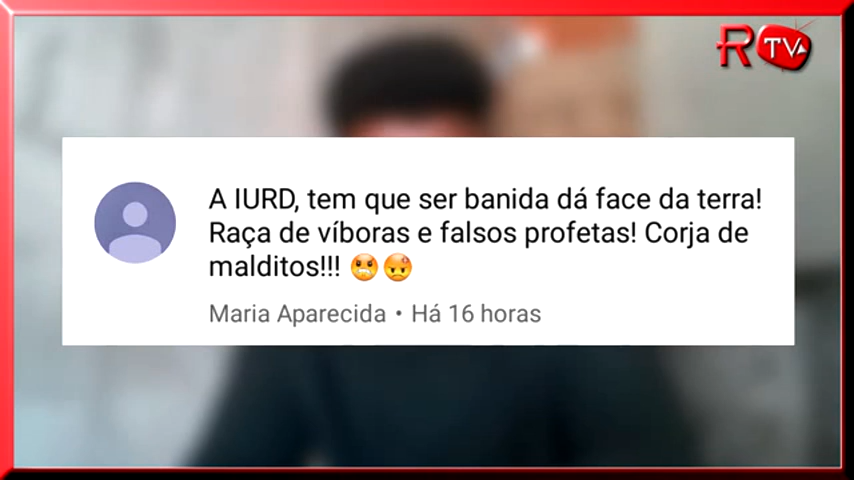 RTV
A IURD, tem que ser banida dá face da terra!
Raça de víboras e falsos profetas! Corja de
malditos!!! 😬😡
Maria Aparecida • Há 16 horas